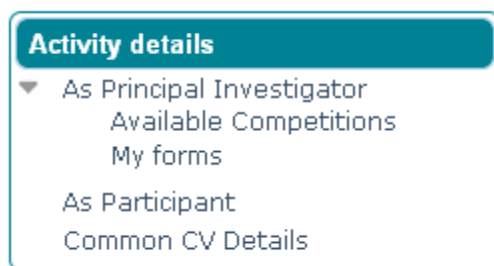 Activity details
As Principal Investigator
Available Competitions
My forms
As Participant
Common CV Details